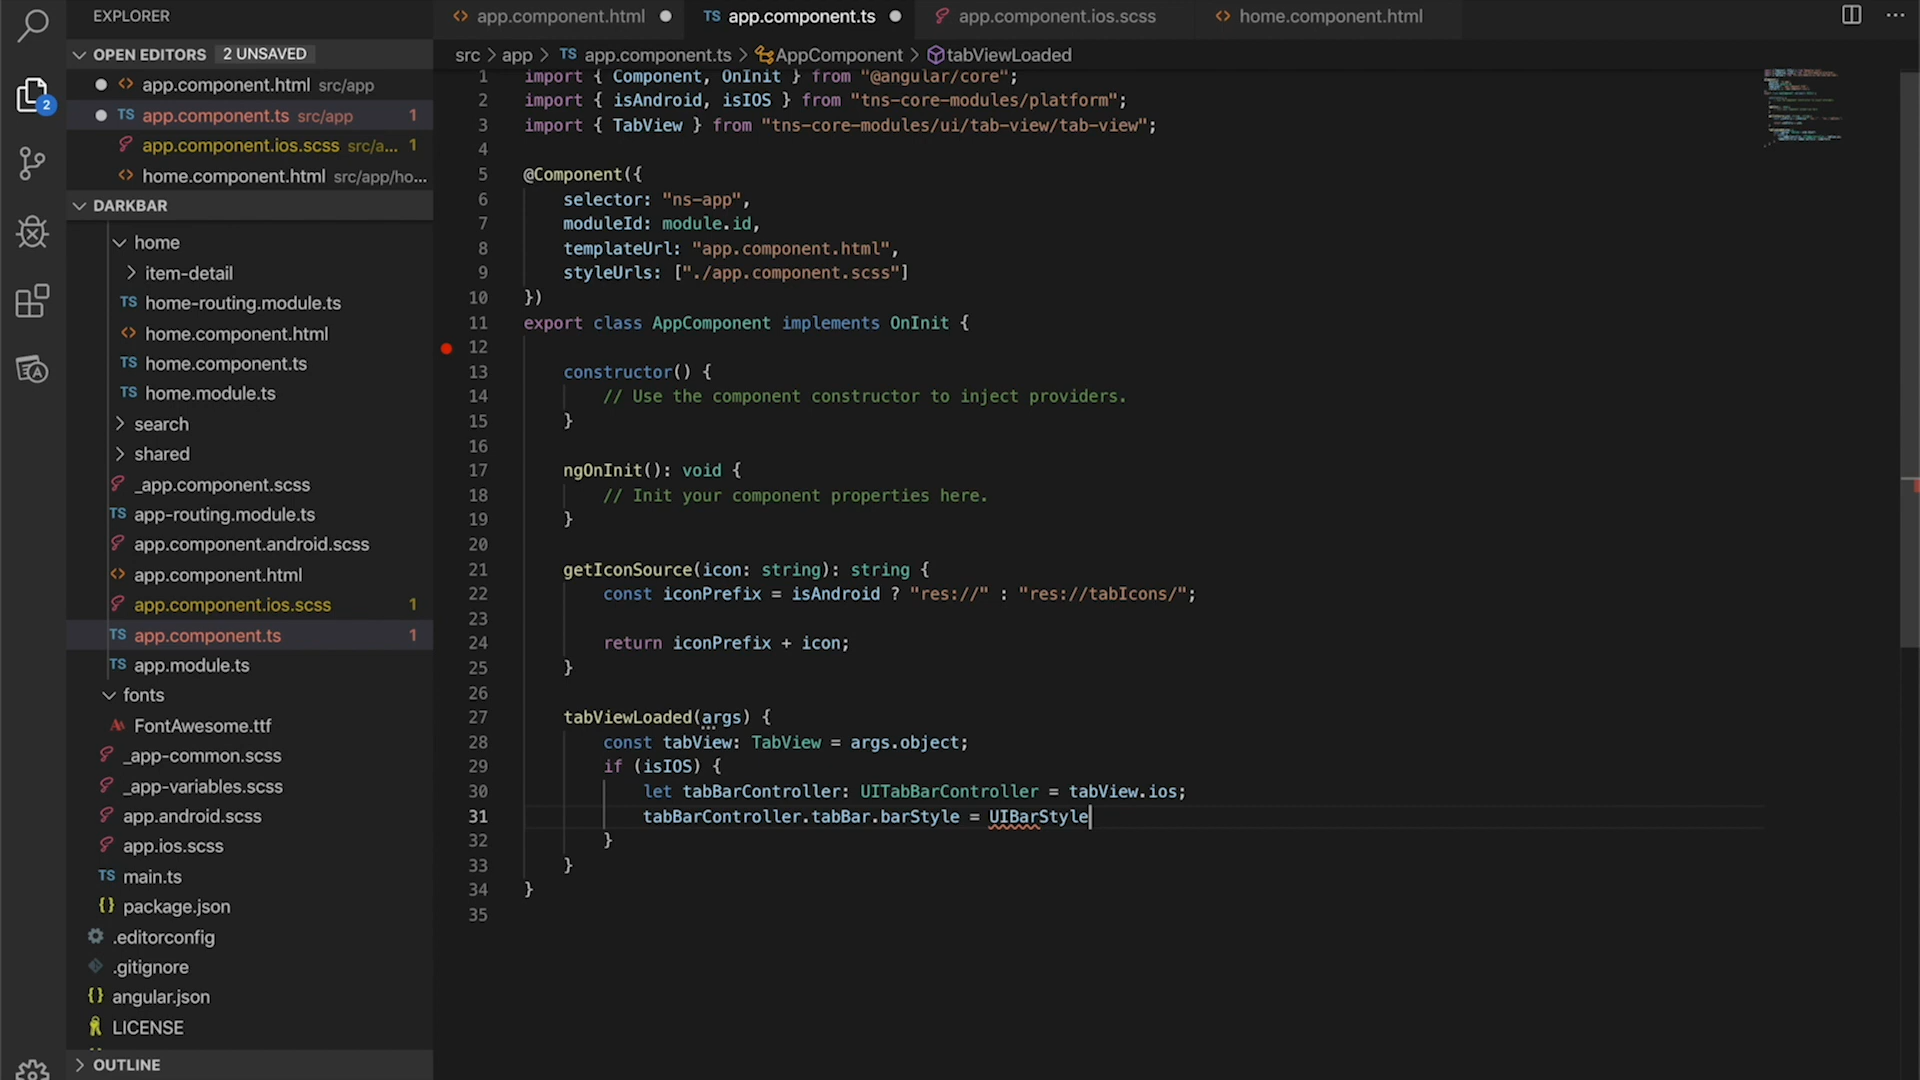 EXPLORER
OPEN EDITORS 2 UNSAVED
app.component.html src/app
app.component.ts src/app 1
app.component.ios.scss src/a... 1
home.component.html src/app/ho...
DARKBAR
home
item-detail
TS home-routing.module.ts
home.component.html
TS home.component.ts
TS home.module.ts
search
shared
_app.component.scss
TS app-routing.module.ts
app.component.android.scss
app.component.html
app.component.ios.scss 1
TS app.component.ts 1
TS app.module.ts
fonts
FontAwesome.ttf
_app-common.scss
_app-variables.scss
app.android.scss
app.ios.scss
TS main.ts
{} package.json
.editorconfig
.gitignore
{} angular.json
LICENSE
OUTLINE
2
app.component.html
TS app.component.ts
app.component.ios.scss
home.component.html
src > app > TS app.component.ts > AppComponent > tabViewLoaded
1 import { Component, OnInit } from "@angular/core";
2 import { isAndroid, isIOS } from "tns-core-modules/platform";
3 import { TabView } from "tns-core-modules/ui/tab-view/tab-view";
4
5 @Component({
6 selector: "ns-app",
7 moduleId: module.id,
8 templateUrl: "app.component.html",
9 styleUrls: ["./app.component.scss"]
10 })
11 export class AppComponent implements OnInit {
12
13 constructor() {
14 // Use the component constructor to inject providers.
15 }
16
17 ngOnInit(): void {
18 // Init your component properties here.
19 }
20
21 getIconSource(icon: string): string {
22 const iconPrefix = isAndroid ? "res://" : "res://tabIcons/";
23
24 return iconPrefix + icon;
25 }
26
27 tabViewLoaded(args) {
28 const tabView: TabView = args.object;
29 if (isIOS) {
30 let tabBarController: UITabBarController = tabView.ios;
31 tabBarController.tabBar.barStyle = UIBarStyle
32 }
33 }
34 }
35